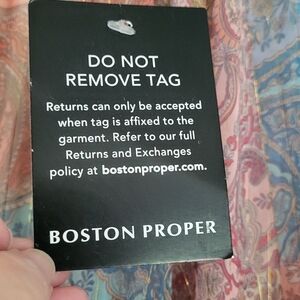 DO NOT
REMOVE TAG
Returns can only be accepted
when tag is affixed to the
garment. Refer to our full
Returns and Exchanges
policy at bostonproper.com.
BOSTON PROPER